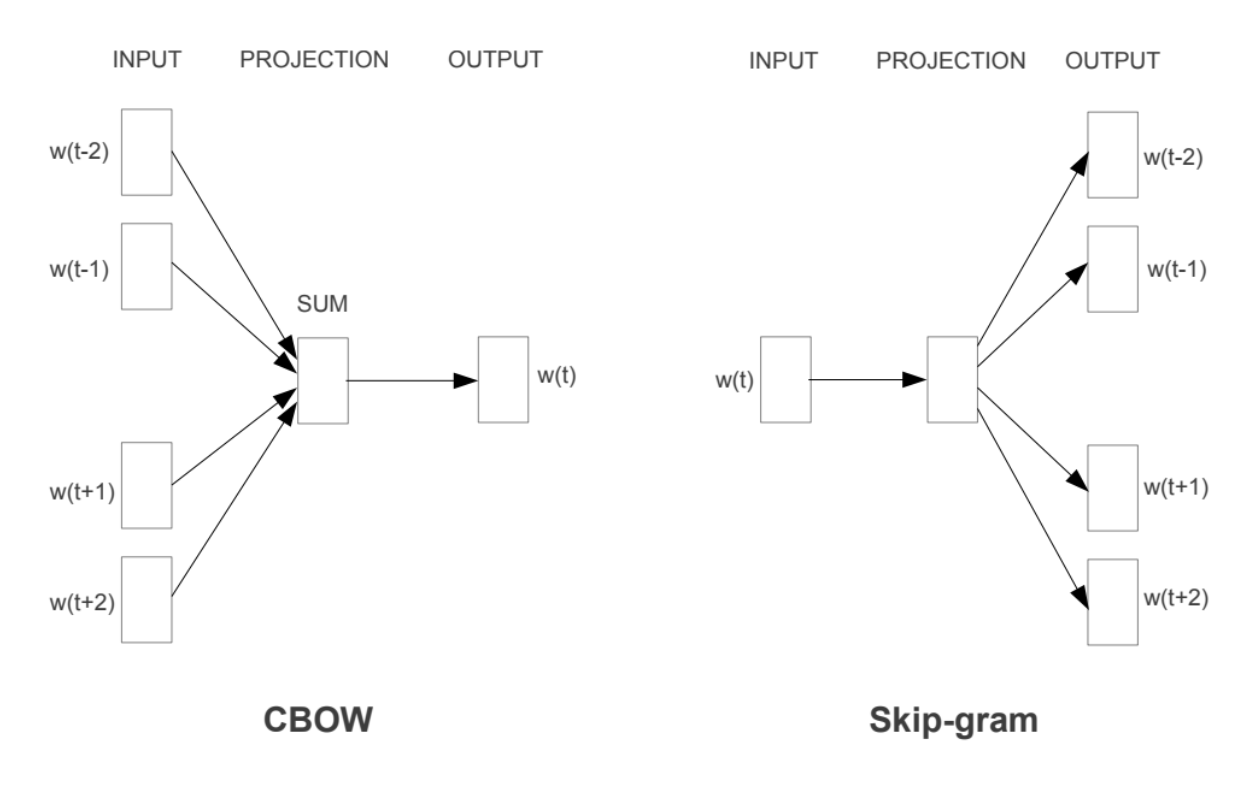 INPUT PROJECTION OUTPUT
w(t-2)
w(t-1)
SUM
w(t)
w(t+1)
w(t+2)
CBOW
INPUT PROJECTION OUTPUT
w(t-2)
w(t-1)
w(t)
w(t+1)
w(t+2)
Skip-gram